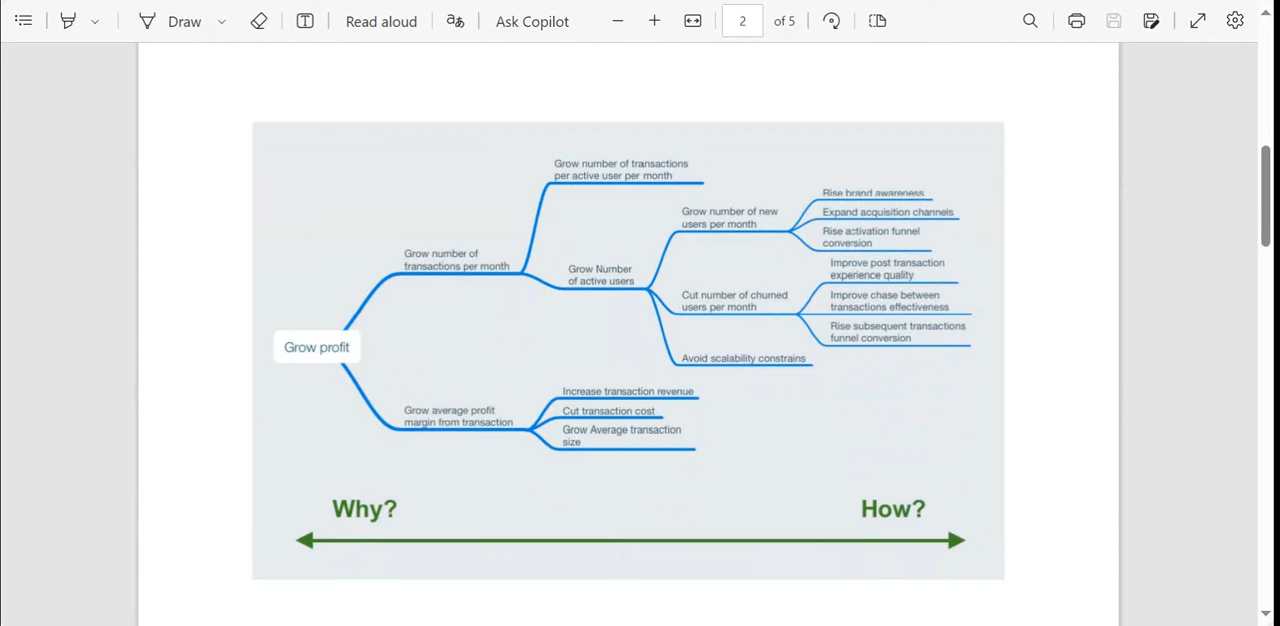 Draw
Read aloud
Ask Copilot
2
of 5
Grow number of transactions
per active user per month
Rise brand awareness
Grow number of new
users per month
Expand acquisition channels
Rise activation funnel
conversion
Grow number of
transactions per month
Grow Number
of active users
Improve post transaction
experience quality
Cut number of churned
users per month
Improve chase between
transactions effectiveness
Rise subsequent transactions
funnel conversion
Grow profit
Avoid scalability constrains
Increase transaction revenue
Grow average profit
margin from transaction
Cut transaction cost
Grow Average transaction
size
Why?
How?